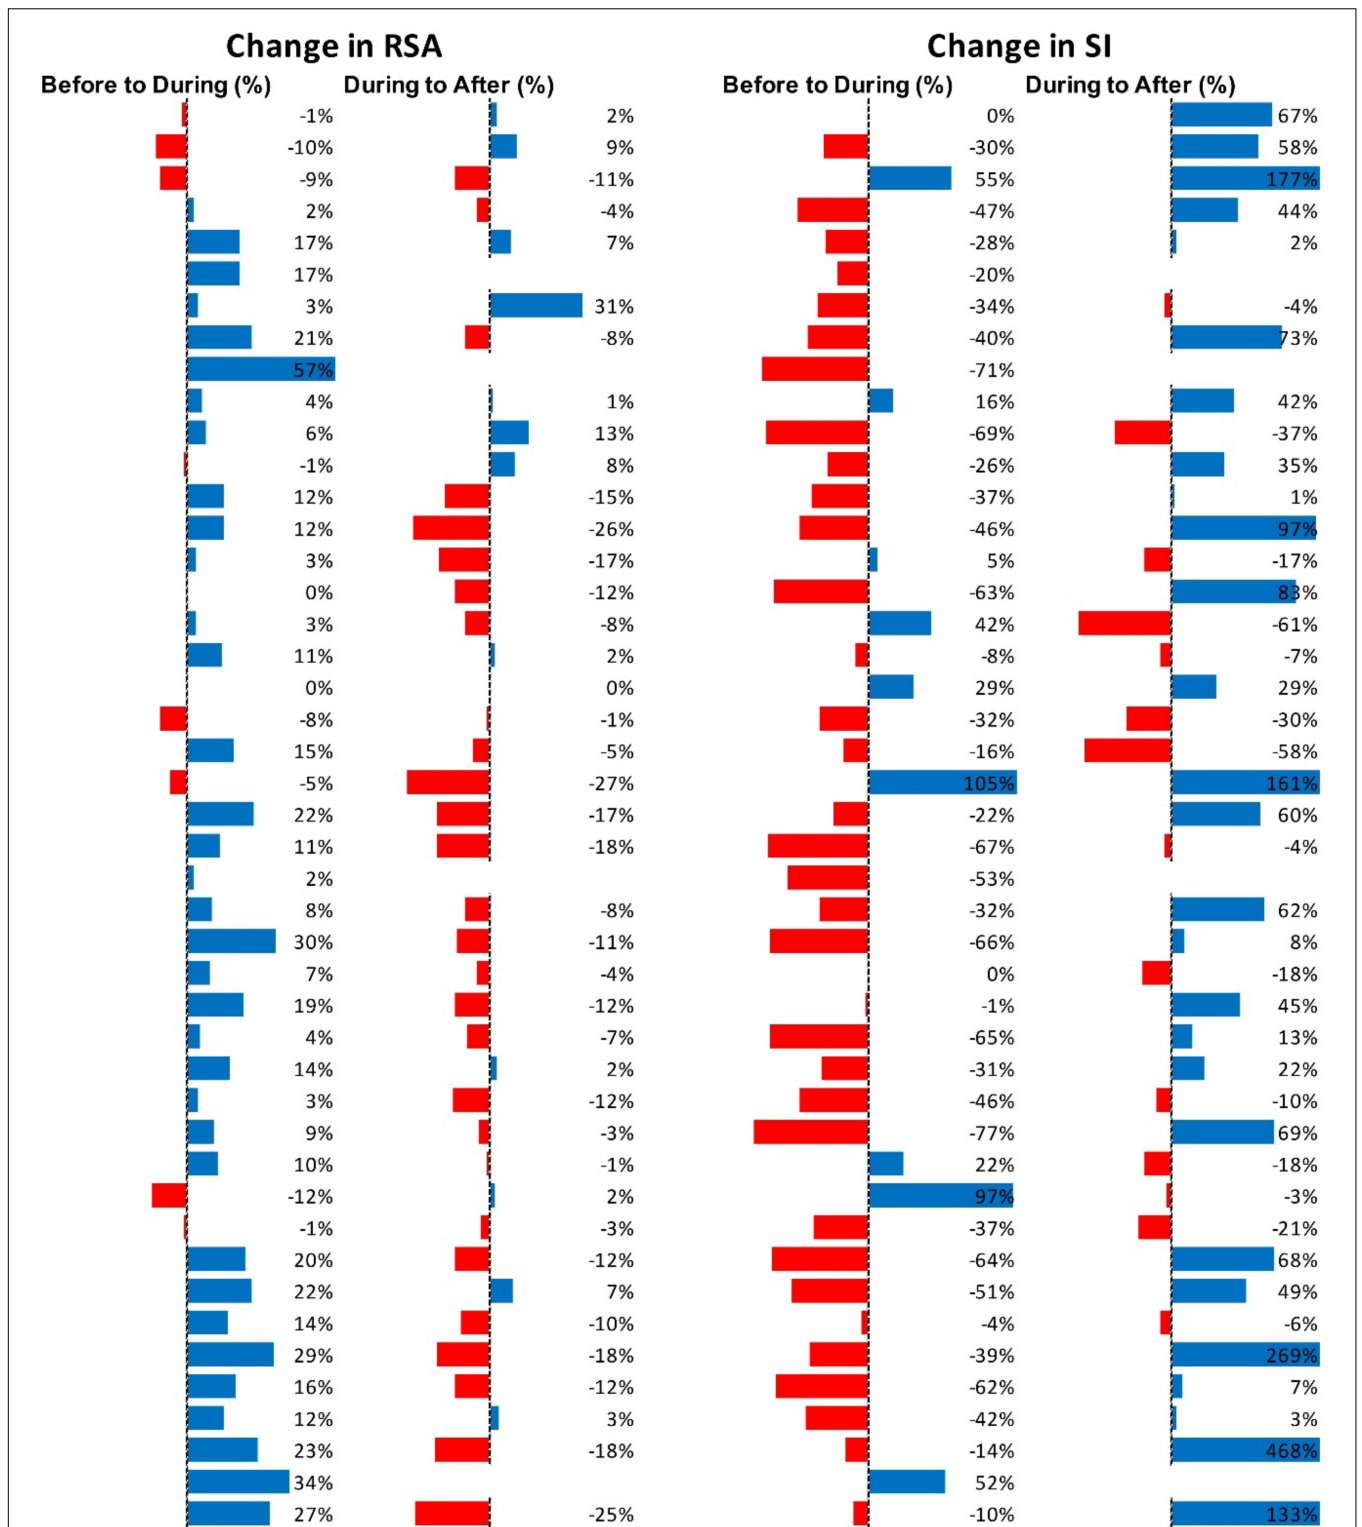 Change in RSA Change in SI
Before to During (%) During to After (%) Before to During (%) During to After (%)
-1% 2% 0% 67%
-10% 9% -30% 58%
-9% -11% 55% 177%
2% -4% -47% 44%
17% 7% -28% 2%
17% -20%
3% 31% -34% -4%
21% -8% -40% 73%
57% -71%
4% 1% 16% 42%
6% 13% -69% -37%
-1% 8% -26% 35%
12% -15% -37% 1%
12% -26% -46% 97%
3% -17% 5% -17%
0% -12% -63% 83%
3% -8% 42% -61%
11% 2% -8% -7%
0% 0% 29% 29%
-8% -1% -32% -30%
15% -5% -16% -58%
-5% -27% 105% 161%
22% -17% -22% 60%
11% -18% -67% -4%
2% -53%
8% -8% -32% 62%
30% -11% -66% 8%
7% -4% 0% -18%
19% -12% -1% 45%
4% -7% -65% 13%
14% 2% -31% 22%
3% -12% -46% -10%
9% -3% -77% 69%
10% -1% 22% -18%
-12% 2% 97% -3%
-1% -3% -37% -21%
20% -12% -64% 68%
22% 7% -51% 49%
14% -10% -4% -6%
29% -18% -39% 269%
16% -12% -62% 7%
12% 3% -42% 3%
23% -18% -14% 468%
34% 52%
27% -25% -10% 133%